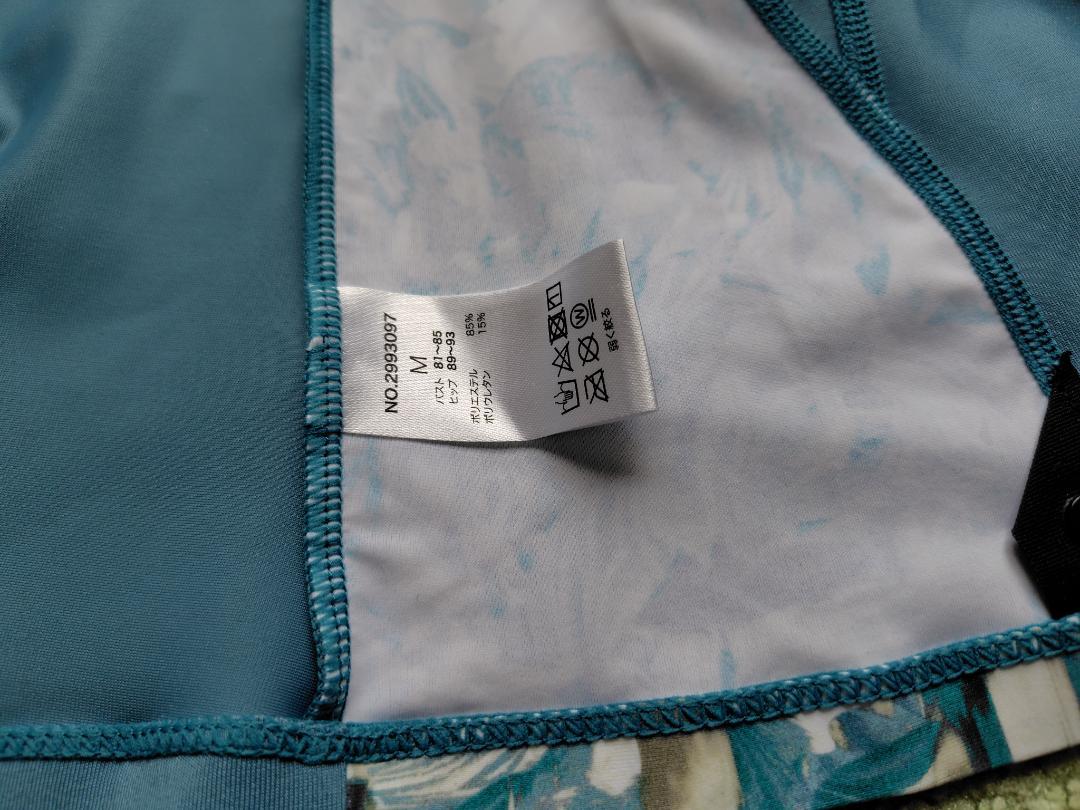 NO.2993097
M
バスト 81~85
ヒップ 89~93
ポリエステル 85%
ポリウレタン 15%
W
弱く絞る